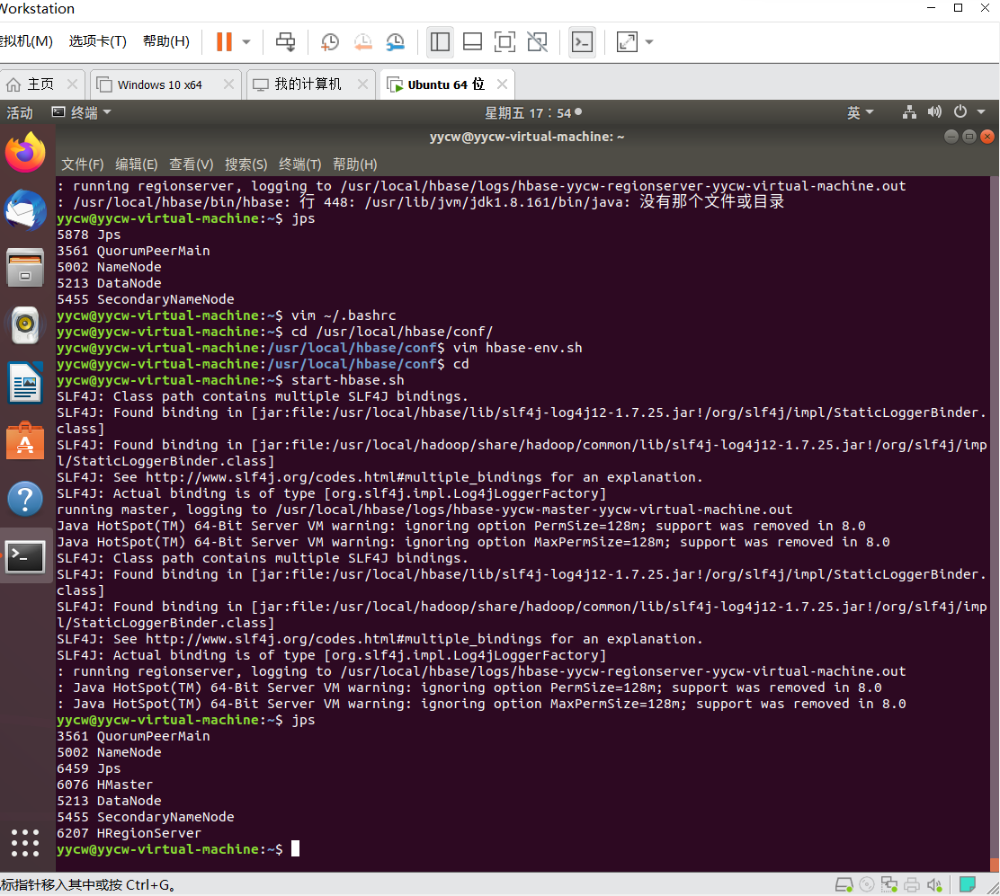 Workstation
虚拟机(M) 选项卡(T) 帮助(H)
主页 Windows 10 x64 我的计算机 Ubuntu 64 位
活动 终端 星期五 17：54 英
yycw@yycw-virtual-machine: ~
文件(F) 编辑(E) 查看(V) 搜索(S) 终端(T) 帮助(H)
: running regionserver, logging to /usr/local/hbase/logs/hbase-yycw-regionserver-yycw-virtual-machine.out
: /usr/local/hbase/bin/hbase: 行 448: /usr/lib/jvm/jdk1.8.161/bin/java: 没有那个文件或目录
yycw@yycw-virtual-machine:~$ jps
5878 Jps
3561 QuorumPeerMain
5002 NameNode
5213 DataNode
5455 SecondaryNameNode
yycw@yycw-virtual-machine:~$ vim ~/.bashrc
yycw@yycw-virtual-machine:~$ cd /usr/local/hbase/conf/
yycw@yycw-virtual-machine:/usr/local/hbase/conf$ vim hbase-env.sh
yycw@yycw-virtual-machine:/usr/local/hbase/conf$ cd
yycw@yycw-virtual-machine:~$ start-hbase.sh
SLF4J: Class path contains multiple SLF4J bindings.
SLF4J: Found binding in [jar:file:/usr/local/hbase/lib/slf4j-log4j12-1.7.25.jar!/org/slf4j/impl/StaticLoggerBinder.
class]
SLF4J: Found binding in [jar:file:/usr/local/hadoop/share/hadoop/common/lib/slf4j-log4j12-1.7.25.jar!/org/slf4j/imp
l/StaticLoggerBinder.class]
SLF4J: See http://www.slf4j.org/codes.html#multiple_bindings for an explanation.
SLF4J: Actual binding is of type [org.slf4j.impl.Log4jLoggerFactory]
running master, logging to /usr/local/hbase/logs/hbase-yycw-master-yycw-virtual-machine.out
Java HotSpot(TM) 64-Bit Server VM warning: ignoring option PermSize=128m; support was removed in 8.0
Java HotSpot(TM) 64-Bit Server VM warning: ignoring option MaxPermSize=128m; support was removed in 8.0
SLF4J: Class path contains multiple SLF4J bindings.
SLF4J: Found binding in [jar:file:/usr/local/hbase/lib/slf4j-log4j12-1.7.25.jar!/org/slf4j/impl/StaticLoggerBinder.
class]
SLF4J: Found binding in [jar:file:/usr/local/hadoop/share/hadoop/common/lib/slf4j-log4j12-1.7.25.jar!/org/slf4j/imp
l/StaticLoggerBinder.class]
SLF4J: See http://www.slf4j.org/codes.html#multiple_bindings for an explanation.
SLF4J: Actual binding is of type [org.slf4j.impl.Log4jLoggerFactory]
: running regionserver, logging to /usr/local/hbase/logs/hbase-yycw-regionserver-yycw-virtual-machine.out
: Java HotSpot(TM) 64-Bit Server VM warning: ignoring option PermSize=128m; support was removed in 8.0
: Java HotSpot(TM) 64-Bit Server VM warning: ignoring option MaxPermSize=128m; support was removed in 8.0
yycw@yycw-virtual-machine:~$ jps
3561 QuorumPeerMain
5002 NameNode
6459 Jps
6076 HMaster
5213 DataNode
5455 SecondaryNameNode
6207 HRegionServer
yycw@yycw-virtual-machine:~$
标指针移入其中或按 Ctrl+G。